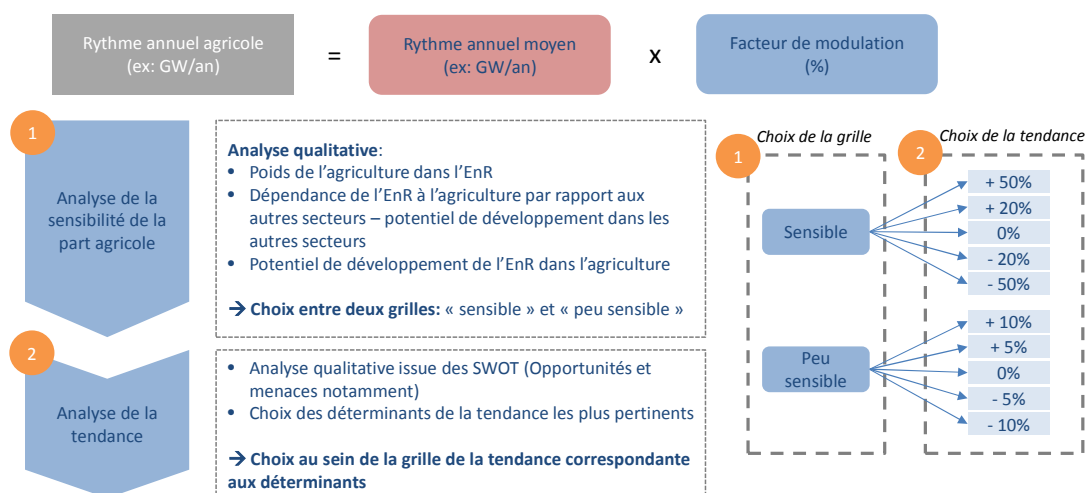 Rythme annuel agricole
(ex: GW/an)
=
Rythme annuel moyen
(ex: GW/an)
x
Facteur de modulation
(%)
1
Analyse de la
sensibilité de la
part agricole
Analyse qualitative:
• Poids de l’agriculture dans l’EnR
• Dépendance de l’EnR à l’agriculture par rapport aux
autres secteurs – potentiel de développement dans les
autres secteurs
• Potentiel de développement de l’EnR dans l’agriculture
→ Choix entre deux grilles: « sensible » et « peu sensible »
2
Analyse de la
tendance
• Analyse qualitative issue des SWOT (Opportunités et
menaces notamment)
• Choix des déterminants de la tendance les plus pertinents
→ Choix au sein de la grille de la tendance correspondante
aux déterminants
1
Choix de la grille
2
Choix de la tendance
Sensible
+ 50%
+ 20%
0%
- 20%
- 50%
Peu
sensible
+ 10%
+ 5%
0%
- 5%
- 10%